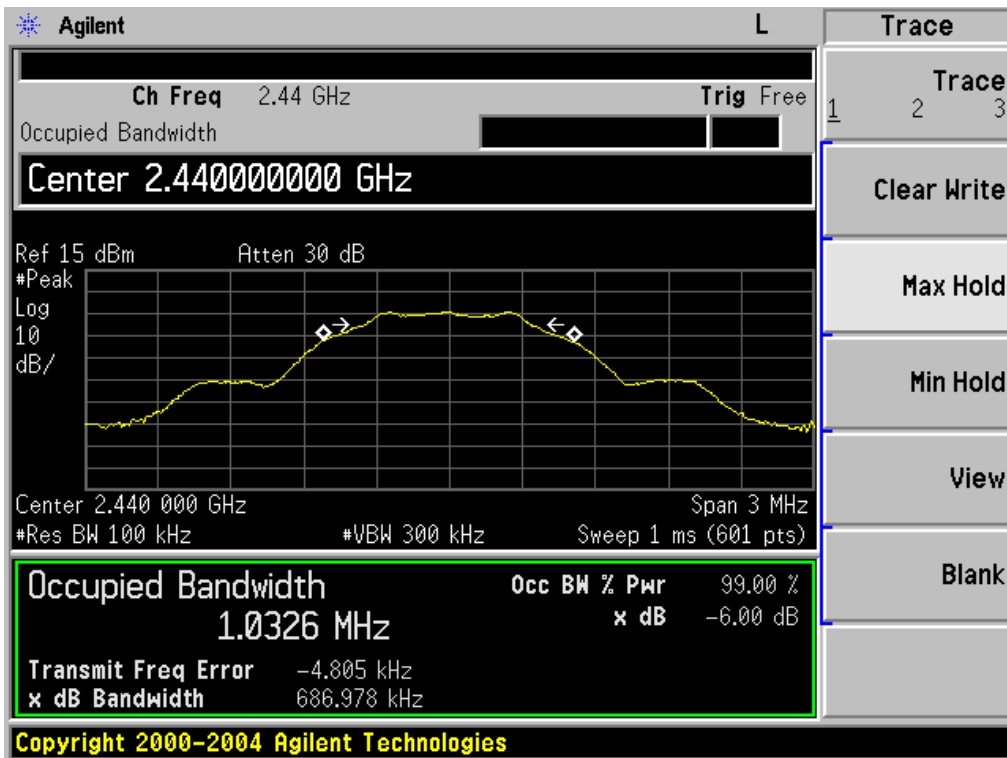 Agilent
L
Trace
Ch Freq 2.44 GHz
Trig Free
Occupied Bandwidth
Center 2.440000000 GHz
Ref 15 dBm
Atten 30 dB
#Peak
Log
10
dB/
Center 2.440 000 GHz
Span 3 MHz
#Res BW 100 kHz
#VBW 300 kHz
Sweep 1 ms (601 pts)
Occupied Bandwidth
1.0326 MHz
Occ BW % Pwr 99.00 %
x dB -6.00 dB
Transmit Freq Error -4.805 kHz
x dB Bandwidth 686.978 kHz
Copyright 2000-2004 Agilent Technologies
Trace
1 2 3
Clear Write
Max Hold
Min Hold
View
Blank